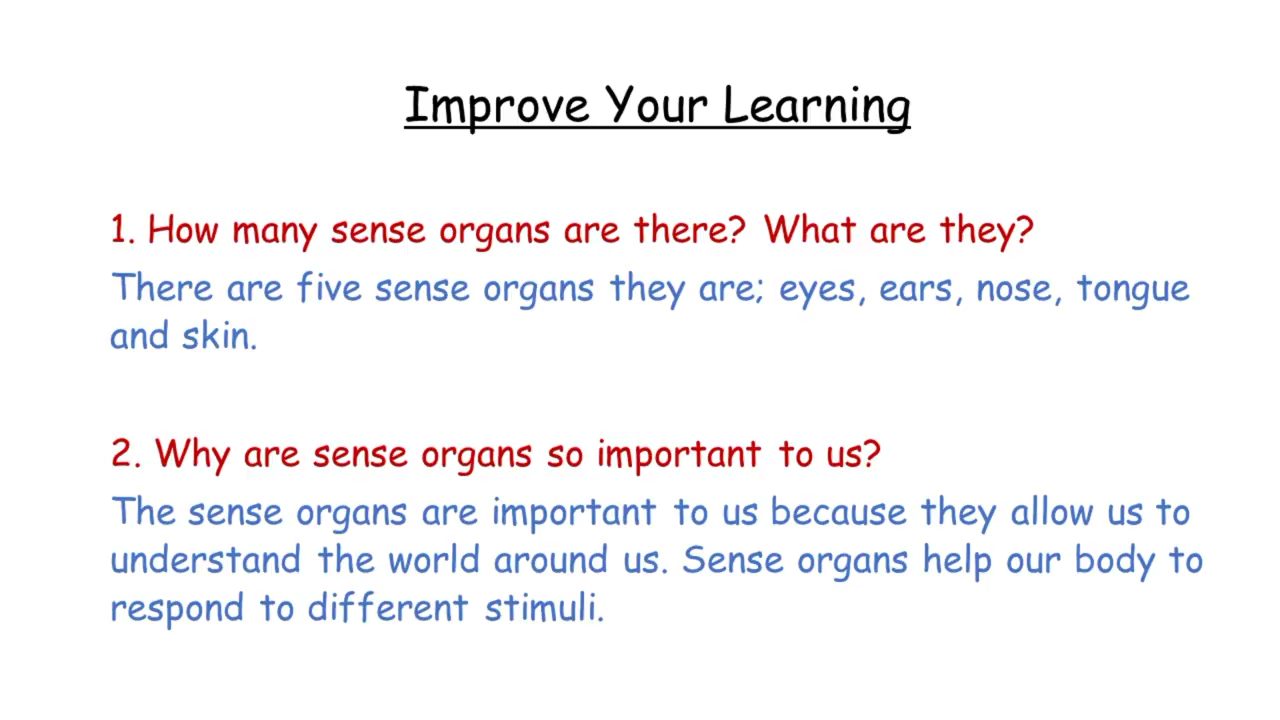 Improve Your Learning
1. How many sense organs are there? What are they?
There are five sense organs they are; eyes, ears, nose, tongue
and skin.
2. Why are sense organs so important to us?
The sense organs are important to us because they allow us to
understand the world around us. Sense organs help our body to
respond to different stimuli.